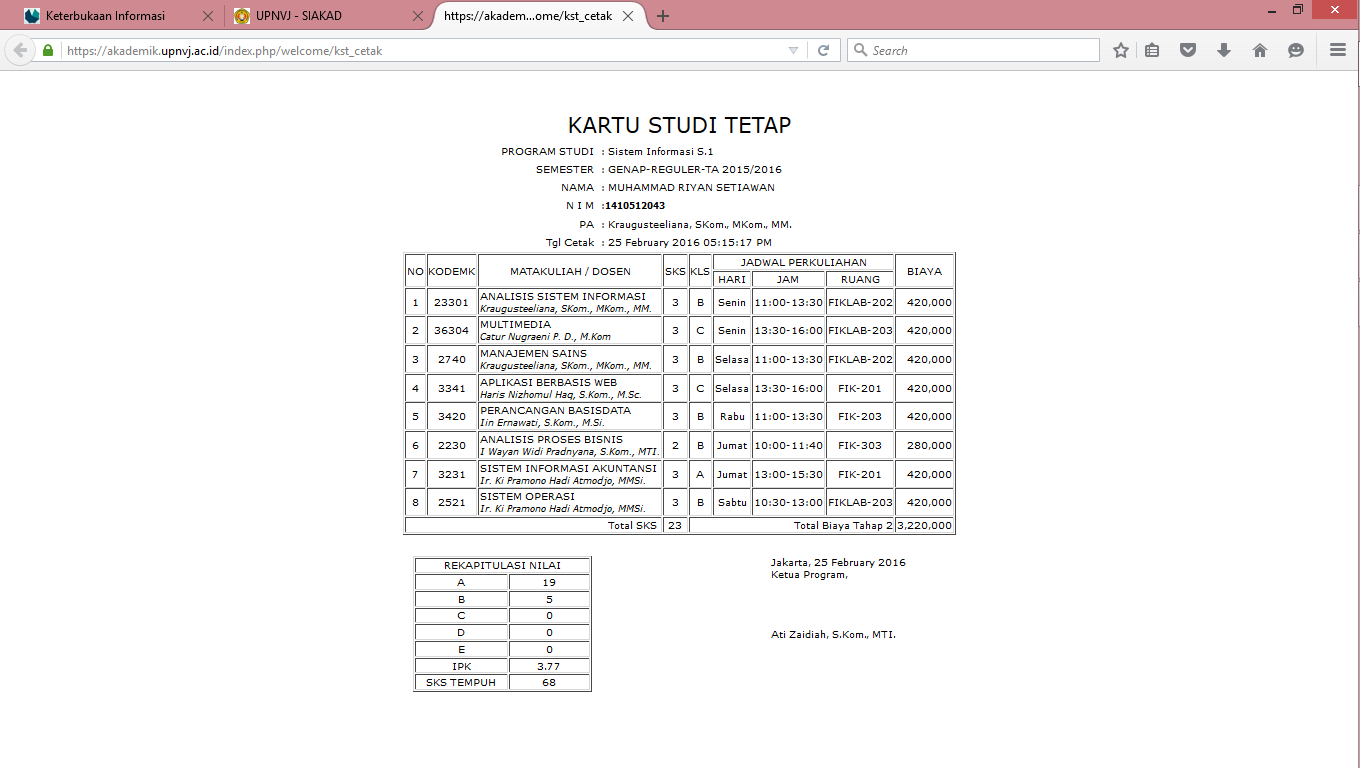 Keterbukaan Informasi
UPNVJ - SIAKAD
https://akadem...ome/kst_cetak
https://akademik.upnvj.ac.id/index.php/welcome/kst_cetak
Search
KARTU STUDI TETAP
PROGRAM STUDI : Sistem Informasi S.1
SEMESTER : GENAP-REGULER-TA 2015/2016
NAMA : MUHAMMAD RIYAN SETIAWAN
N I M :1410512043
PA : Kraugusteeliana, SKom., MKom., MM.
Tgl Cetak : 25 February 2016 05:15:17 PM
NO KODEMK MATAKULIAH / DOSEN SKS KLS JADWAL PERKULIAHAN BIAYA
HARI JAM RUANG
1 23301 ANALISIS SISTEM INFORMASI 3 B Senin 11:00-13:30 FIKLAB-202 420,000
Kraugusteeliana, SKom., MKom., MM.
2 36304 MULTIMEDIA 3 C Senin 13:30-16:00 FIKLAB-203 420,000
Catur Nugraeni P. D., M.Kom
3 2740 MANAJEMEN SAINS 3 B Selasa 11:00-13:30 FIKLAB-202 420,000
Kraugusteeliana, SKom., MKom., MM.
4 3341 APLIKASI BERBASIS WEB 3 C Selasa 13:30-16:00 FIK-201 420,000
Haris Nizhomul Haq, S.Kom., M.Sc.
5 3420 PERANCANGAN BASISDATA 3 B Rabu 11:00-13:30 FIK-203 420,000
Iin Ernawati, S.Kom., M.Si.
6 2230 ANALISIS PROSES BISNIS 2 B Jumat 10:00-11:40 FIK-303 280,000
I Wayan Widi Pradnyana, S.Kom., MTI.
7 3231 SISTEM INFORMASI AKUNTANSI 3 A Jumat 13:00-15:30 FIK-201 420,000
Ir. Ki Pramono Hadi Atmodjo, MMSi.
8 2521 SISTEM OPERASI 3 B Sabtu 10:30-13:00 FIKLAB-203 420,000
Ir. Ki Pramono Hadi Atmodjo, MMSi.
Total SKS 23 Total Biaya Tahap 2 3,220,000
REKAPITULASI NILAI
A 19
B 5
C 0
D 0
E 0
IPK 3.77
SKS TEMPUH 68
Jakarta, 25 February 2016
Ketua Program,
Ati Zaidiah, S.Kom., MTI.